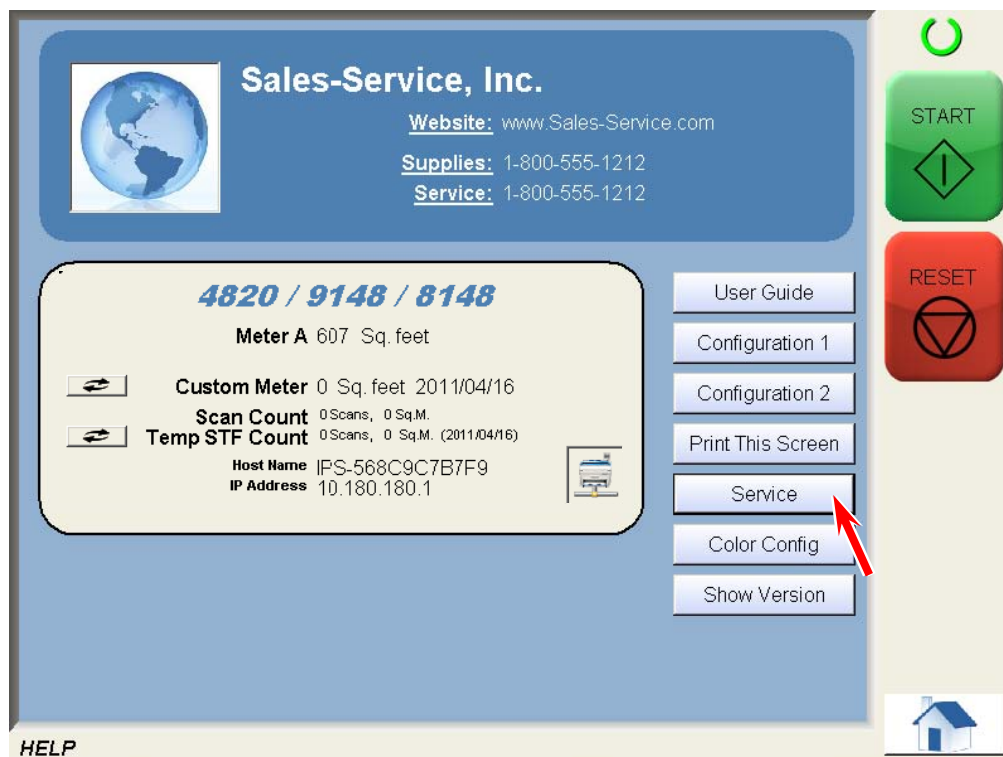 Sales-Service, Inc.
Website: www.Sales-Service.com
Supplies: 1-800-555-1212
Service: 1-800-555-1212
START
RESET
4820 / 9148 / 8148
Meter A 607 Sq. feet
Custom Meter 0 Sq. feet 2011/04/16
Scan Count 0 Scans, 0 Sq.M.
Temp STF Count 0 Scans, 0 Sq.M. (2011/04/16)
Host Name IPS-568C9C7B7F9
IP Address 10.180.180.1
User Guide
Configuration 1
Configuration 2
Print This Screen
Service
Color Config
Show Version
HELP